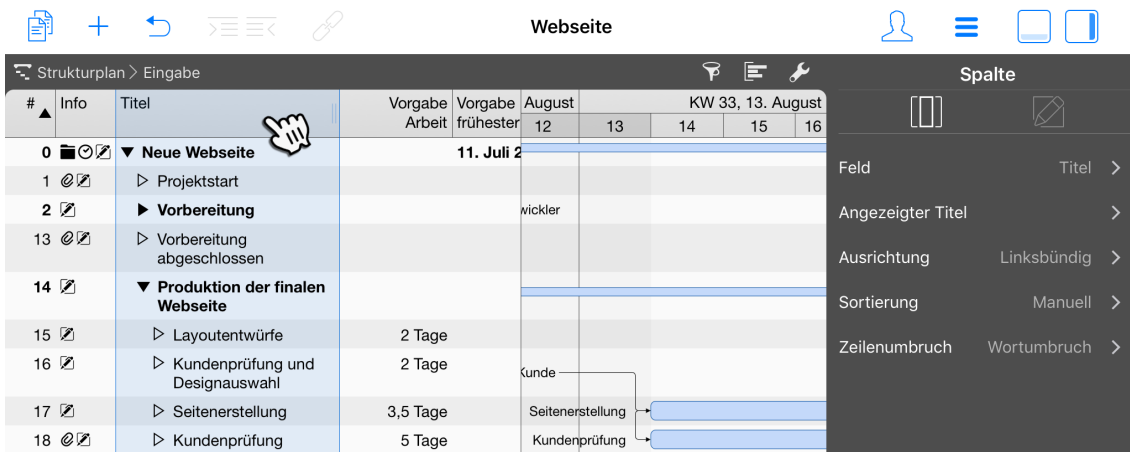 Webseite
Strukturplan > Eingabe
Spalte
# Info Titel Vorgabe Arbeit Vorgabe frühester August KW 33, 13. August
12 13 14 15 16
0 Neue Webseite 11. Juli 2
1 Projektstart
2 Vorbereitung wickler
13 Vorbereitung
abgeschlossen
14 Produktion der finalen
Webseite
15 Layoutentwürfe 2 Tage
16 Kundenprüfung und 2 Tage
Designauswahl Kunde
17 Seitenerstellung 3,5 Tage Seitenerstellung
18 Kundenprüfung 5 Tage Kundenprüfung
Feld Titel
Angezeigter Titel
Ausrichtung Linksbündig
Sortierung Manuell
Zeilenumbruch Wortumbruch